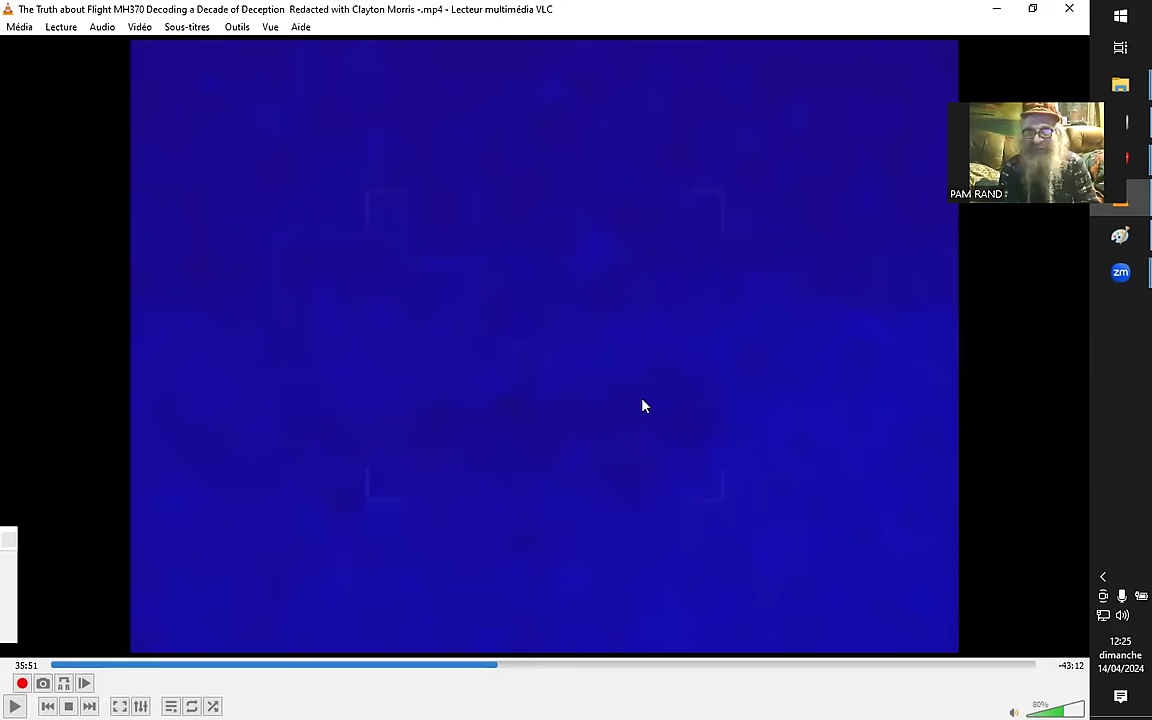 The Truth about Flight MH370 Decoding a Decade of Deception  Redacted with Clayton Morris -.mp4 - Lecteur multimédia VLC
Média Lecture Audio Vidéo Sous-titres Outils Vue Aide
PAM RAND
zm
35:51
-43:12
80%
12:25
dimanche
14/04/2024